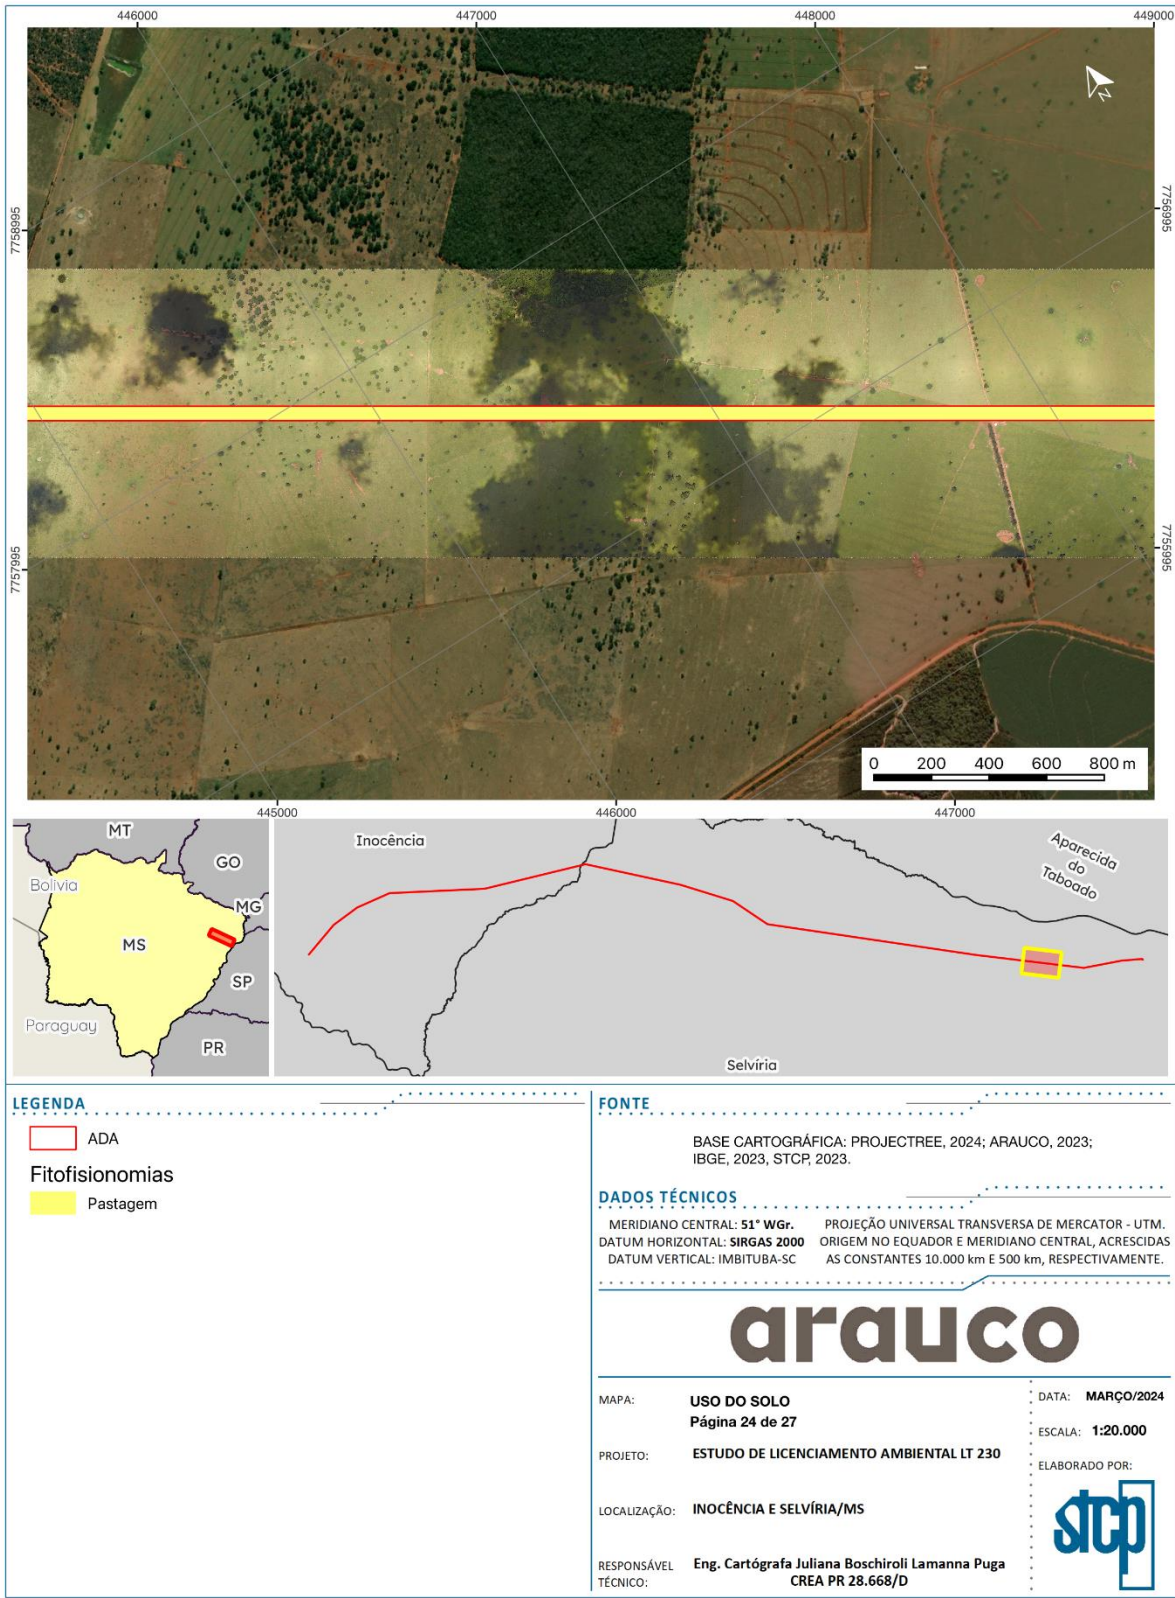 446000
447000
448000
449000
7758995
7756995
N
7757995
7755995
0 200 400 600 800 m
445000
446000
447000
MT
GO
Bolivia
MG
MS
SP
Paraguay
PR
Inocência
Aparecida
do
Taboado
Selvíria
LEGENDA
ADA
Fitofisionomias
Pastagem
FONTE
BASE CARTOGRÁFICA: PROJECTREE, 2024; ARAUCO, 2023;
IBGE, 2023, STCP, 2023.
DADOS TÉCNICOS
MERIDIANO CENTRAL: 51° WGr.
DATUM HORIZONTAL: SIRGAS 2000
DATUM VERTICAL: IMBITUBA-SC
PROJEÇÃO UNIVERSAL TRANSVERSA DE MERCATOR - UTM.
ORIGEM NO EQUADOR E MERIDIANO CENTRAL, ACRESCIDAS
AS CONSTANTES 10.000 km E 500 km, RESPECTIVAMENTE.
arauco
MAPA: USO DO SOLO
Página 24 de 27
PROJETO: ESTUDO DE LICENCIAMENTO AMBIENTAL LT 230
LOCALIZAÇÃO: INOCÊNCIA E SELVÍRIA/MS
RESPONSÁVEL TÉCNICO: Eng. Cartógrafa Juliana Boschiroli Lamanna Puga
CREA PR 28.668/D
DATA: MARÇO/2024
ESCALA: 1:20.000
ELABORADO POR:
stcp